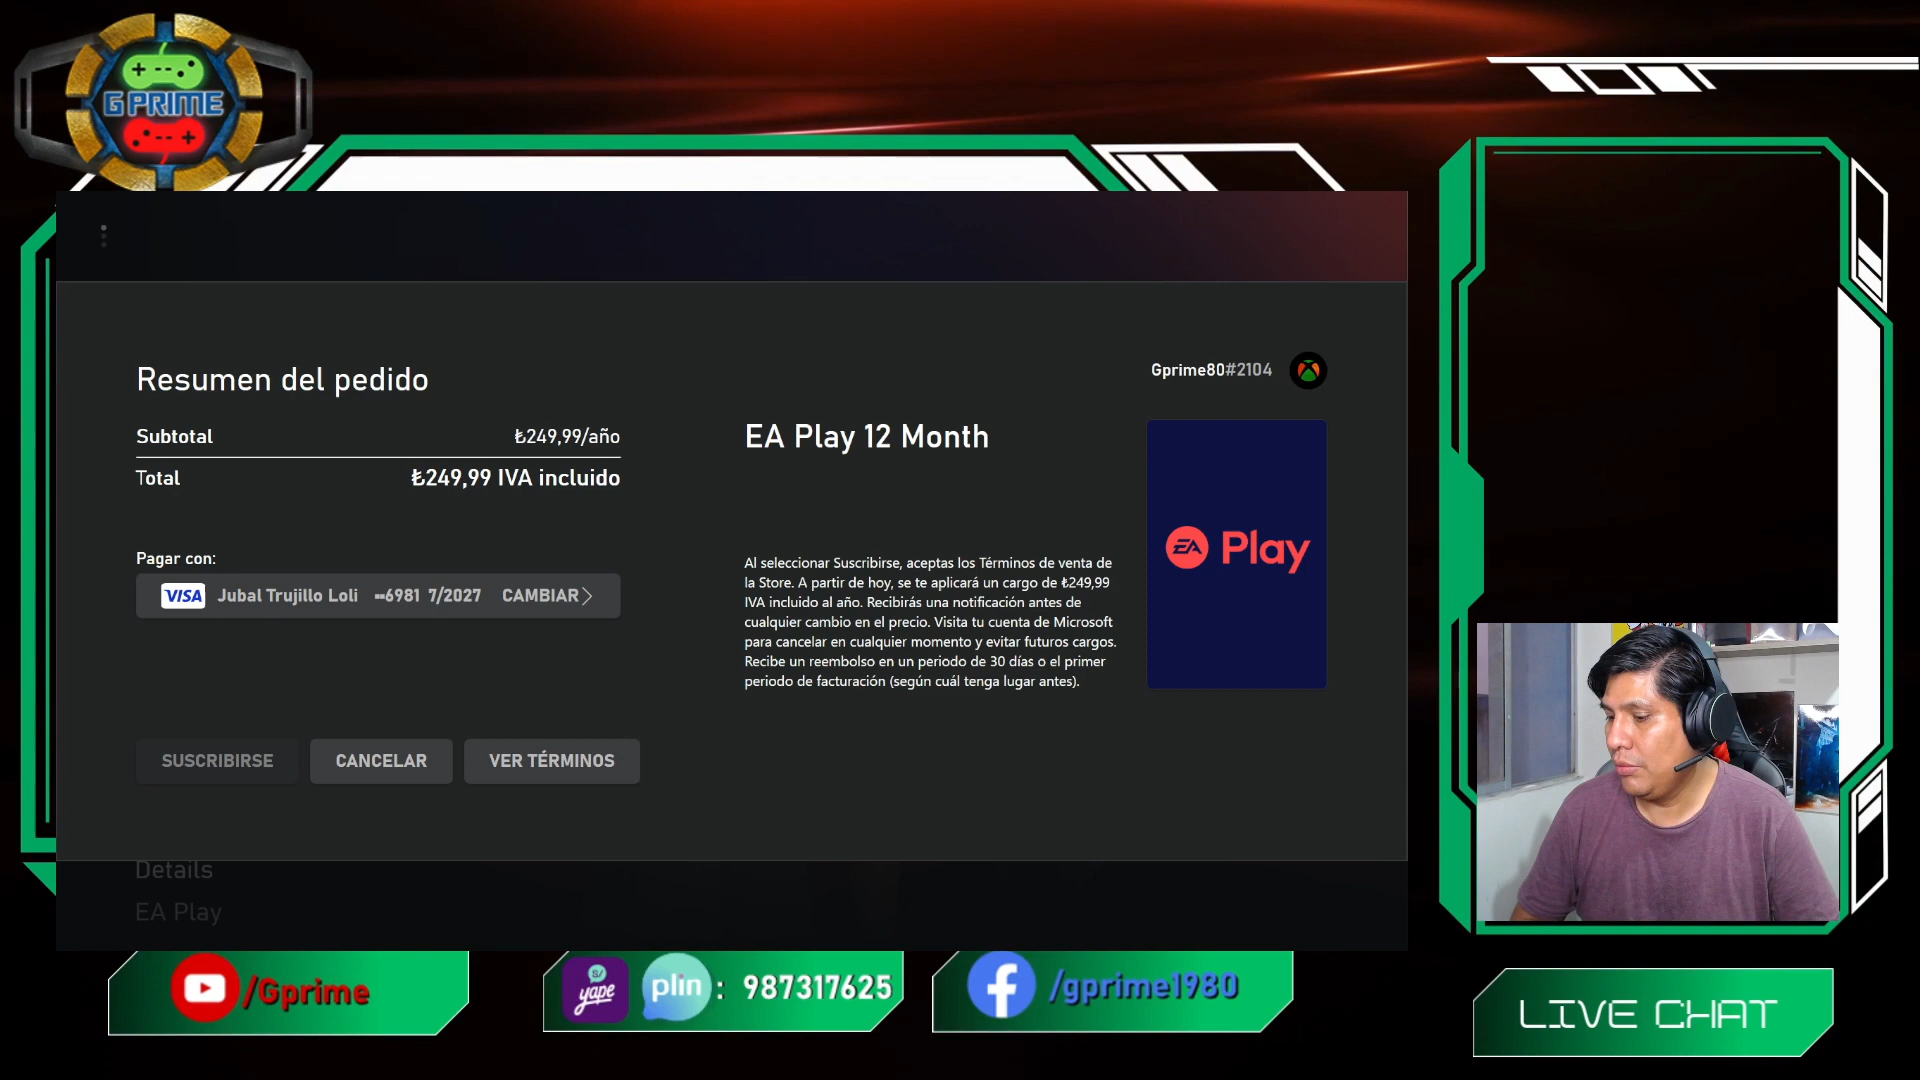 G PRIME
Resumen del pedido
Subtotal ₺249,99/año
Total ₺249,99 IVA incluido
Pagar con:
VISA Jubal Trujillo Loli ••6981 7/2027 CAMBIAR
SUSCRIBIRSE CANCELAR VER TÉRMINOS
Gprime80#2104
EA Play 12 Month
Al seleccionar Suscribirse, aceptas los Términos de venta de
la Store. A partir de hoy, se te aplicará un cargo de ₺249,99
IVA incluido al año. Recibirás una notificación antes de
cualquier cambio en el precio. Visita tu cuenta de Microsoft
para cancelar en cualquier momento y evitar futuros cargos.
Recibe un reembolso en un periodo de 30 días o el primer
periodo de facturación (según cuál tenga lugar antes).
EA Play
Details
EA Play
/Gprime
S/ yape plin : 987317625
/gprime1980
LIVE CHAT